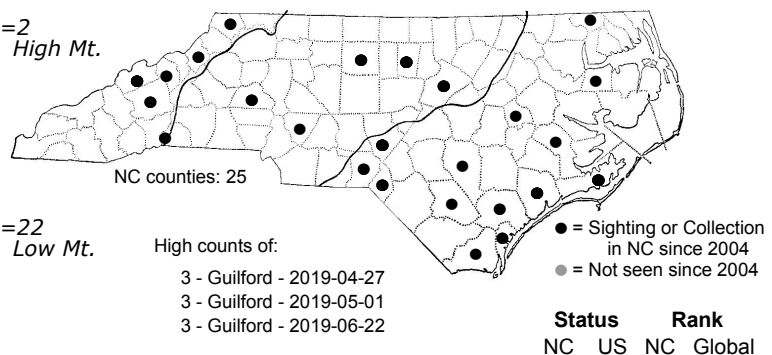 =2
High Mt.
NC counties: 25
=22
Low Mt.
High counts of:
3 - Guilford - 2019-04-27
3 - Guilford - 2019-05-01
3 - Guilford - 2019-06-22
● = Sighting or Collection
in NC since 2004
● = Not seen since 2004
Status Rank
NC US NC Global